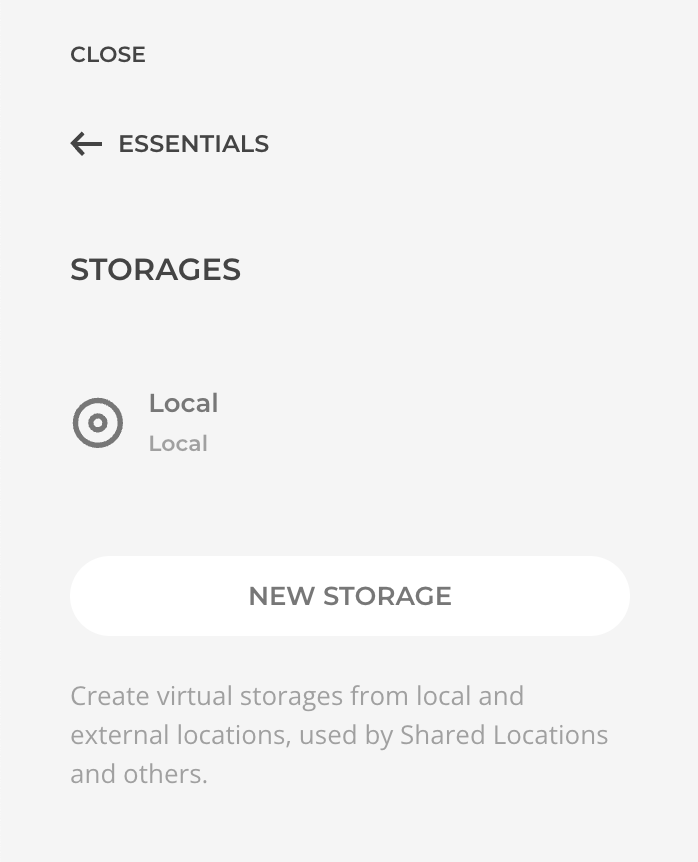 CLOSE
ESSENTIALS
STORAGES
Local
Local
NEW STORAGE
Create virtual storages from local and
external locations, used by Shared Locations
and others.